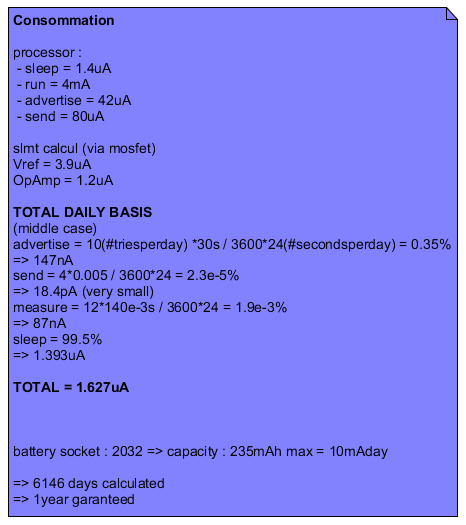 Consommation
processor :
- sleep = 1.4uA
- run = 4mA
- advertise = 42uA
- send = 80uA
slmt calcul (via mosfet)
Vref = 3.9uA
OpAmp = 1.2uA
TOTAL DAILY BASIS
(middle case)
advertise = 10(#triesperday) *30s / 3600*24(#secondsperday) = 0.35%
=> 147nA
send = 4*0.005 / 3600*24 = 2.3e-5%
=> 18.4pA (very small)
measure = 12*140e-3s / 3600*24 = 1.9e-3%
=> 87nA
sleep = 99.5%
=> 1.393uA
TOTAL = 1.627uA
battery socket : 2032 => capacity : 235mAh max = 10mAday
=> 6146 days calculated
=> 1year garanteed